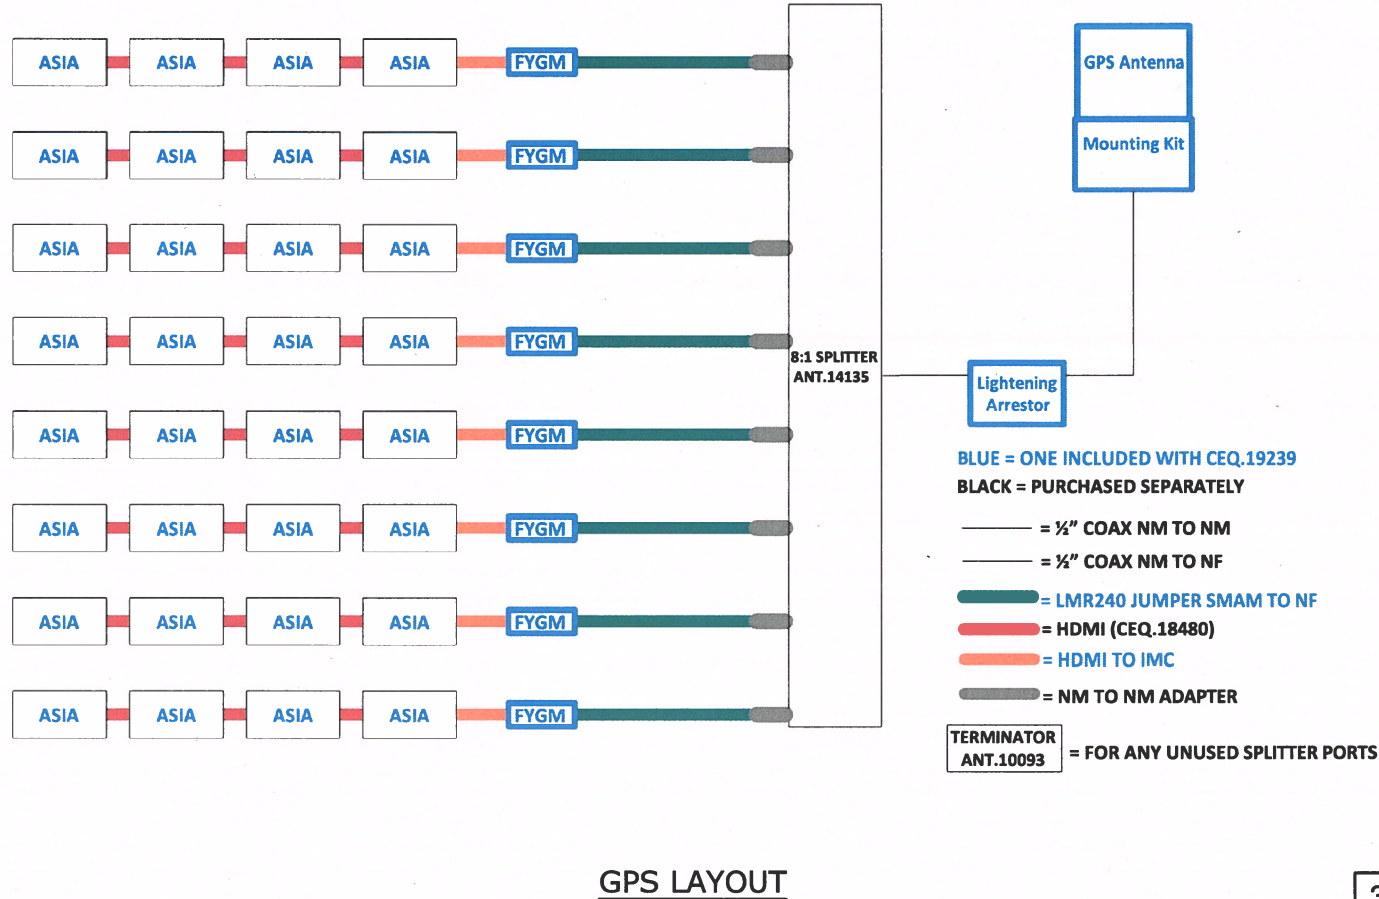 ASIA ASIA ASIA ASIA FYGM
ASIA ASIA ASIA ASIA FYGM
ASIA ASIA ASIA ASIA FYGM
ASIA ASIA ASIA ASIA FYGM
ASIA ASIA ASIA ASIA FYGM
ASIA ASIA ASIA ASIA FYGM
ASIA ASIA ASIA ASIA FYGM
ASIA ASIA ASIA ASIA FYGM
8:1 SPLITTER
ANT.14135
GPS Antenna
Mounting Kit
Lightening
Arrestor
BLUE = ONE INCLUDED WITH CEQ.19239
BLACK = PURCHASED SEPARATELY
= ½” COAX NM TO NM
= ½” COAX NM TO NF
= LMR240 JUMPER SMAM TO NF
= HDMI (CEQ.18480)
= HDMI TO IMC
= NM TO NM ADAPTER
TERMINATOR
ANT.10093
= FOR ANY UNUSED SPLITTER PORTS
GPS LAYOUT